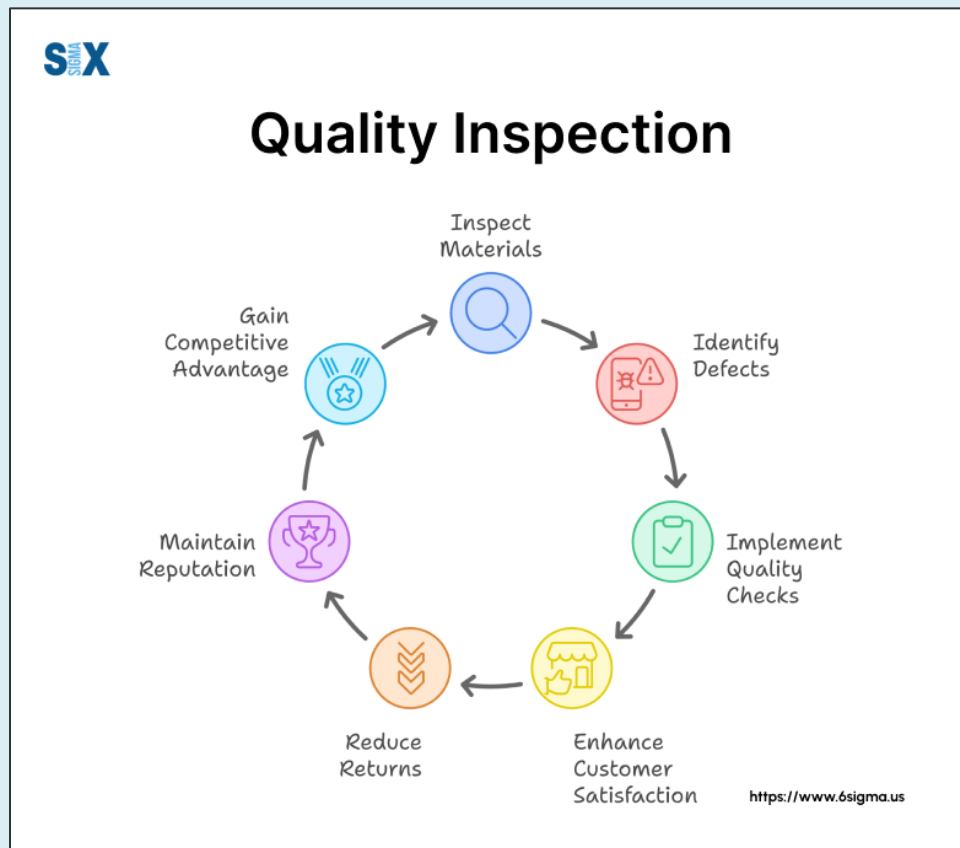 SIX
SIGMA
Quality Inspection
Inspect
Materials
Identify
Defects
Implement
Quality
Checks
Enhance
Customer
Satisfaction
Reduce
Returns
Maintain
Reputation
Gain
Competitive
Advantage
https://www.6sigma.us